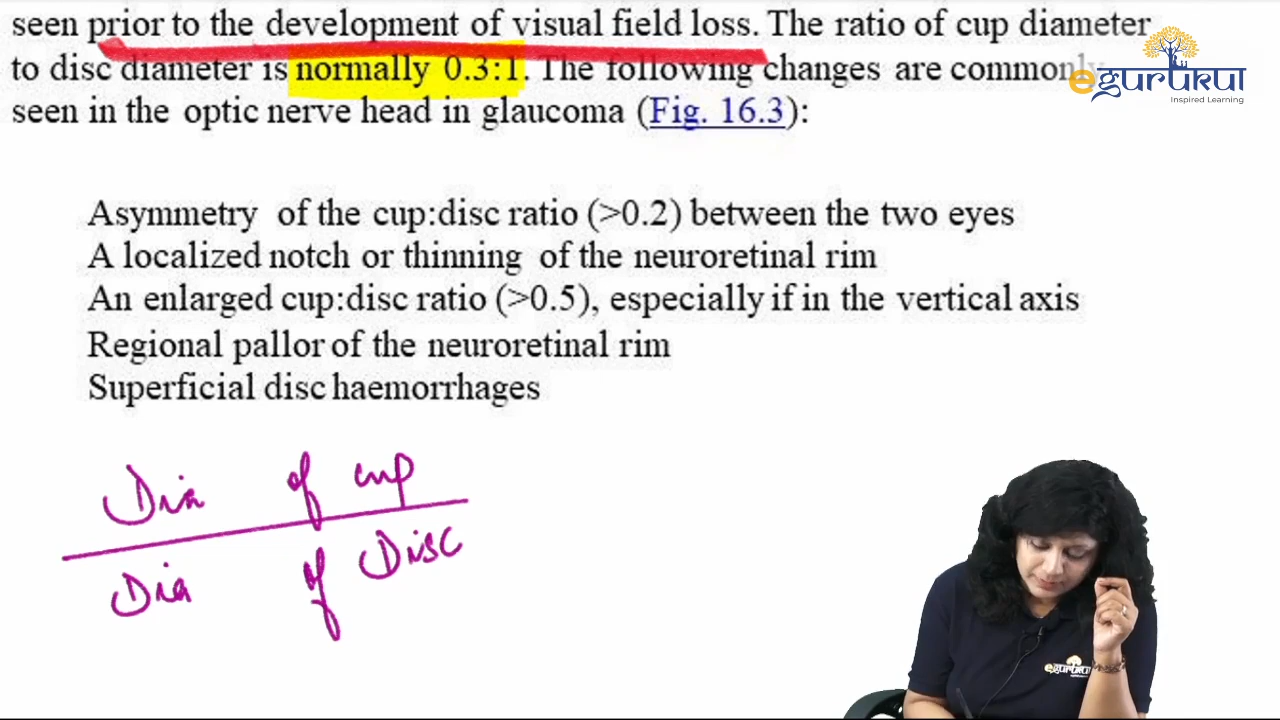 seen prior to the development of visual field loss. The ratio of cup diameter
to disc diameter is normally 0.3:1. The following changes are commonly
seen in the optic nerve head in glaucoma (Fig. 16.3):
egurukul
Inspired Learning
Asymmetry of the cup:disc ratio (>0.2) between the two eyes
A localized notch or thinning of the neuroretinal rim
An enlarged cup:disc ratio (>0.5), especially if in the vertical axis
Regional pallor of the neuroretinal rim
Superficial disc haemorrhages
Dia of cup
Dia of Disc
egurukul